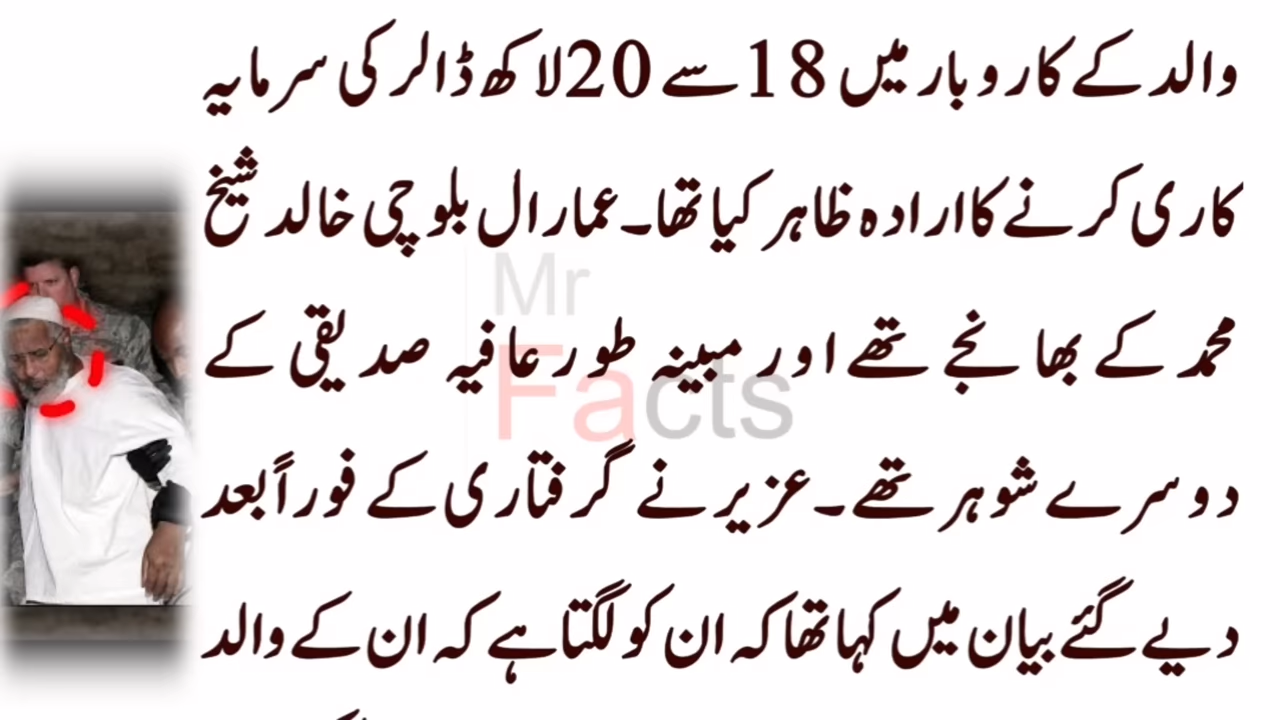 والد کے کاروبار میں 18 سے 20 لاکھ ڈالر کی سرمایہ
کاری کرنے کا ارادہ ظاہر کیا تھا۔ عمار ال بلوچی خالد شیخ
محمد کے بھانجے تھے اور مبینہ طور عافیہ صدیقی کے
دوسرے شوہر تھے۔ عزیر نے گرفتاری کے فوراً بعد
دیے گئے بیان میں کہا تھا کہ ان کو لگتا ہے کہ ان کے والد
Mr
Facts